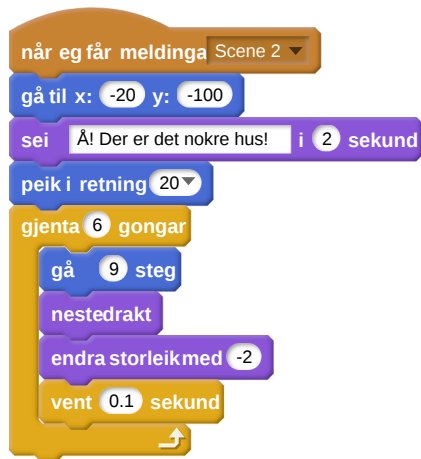 når eg får meldinga Scene 2
gå til x: -20 y: -100
sei Å! Der er det nokre hus! i 2 sekund
peik i retning 20
gjenta 6 gongar
gå 9 steg
nestedrakt
endra storleik med -2
vent 0.1 sekund